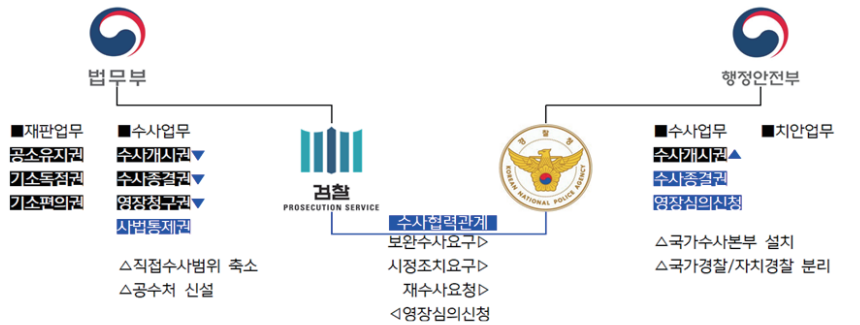 법무부
행정안전부
■재판업무
공소유지권
기소독점권
기소편의권
■수사업무
수사개시권▼
수사종결권▼
영장청구권▼
사법통제권
△직접수사범위 축소
△공수처 신설
검찰
PROSECUTION SERVICE
경찰청
KOREAN NATIONAL POLICE AGENCY
수사협력관계
보완수사요구▷
시정조치요구▷
재수사요청▷
◁영장심의신청
■수사업무
수사개시권▲
수사종결권
영장심의신청
■치안업무
△국가수사본부 설치
△국가경찰/자치경찰 분리